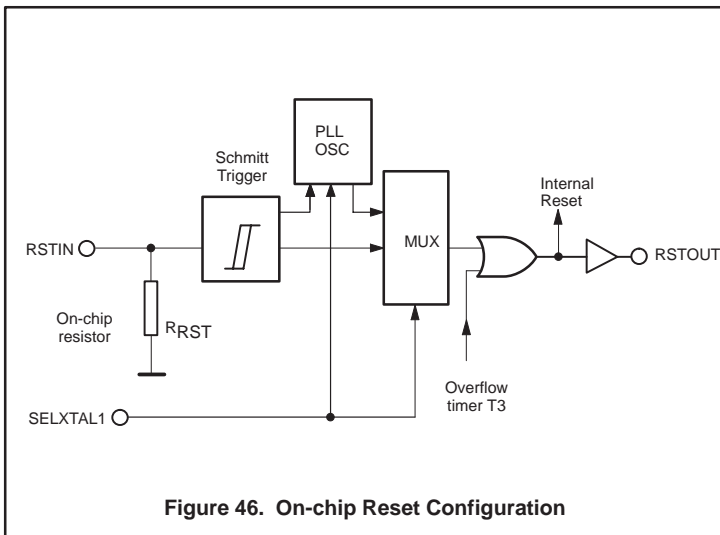 PLL
OSC
Schmitt
Trigger
Internal
Reset
MUX
RSTIN
RSTOUT
On-chip
resistor
RRST
Overflow
timer T3
SELXTAL1
Figure 46. On-chip Reset Configuration